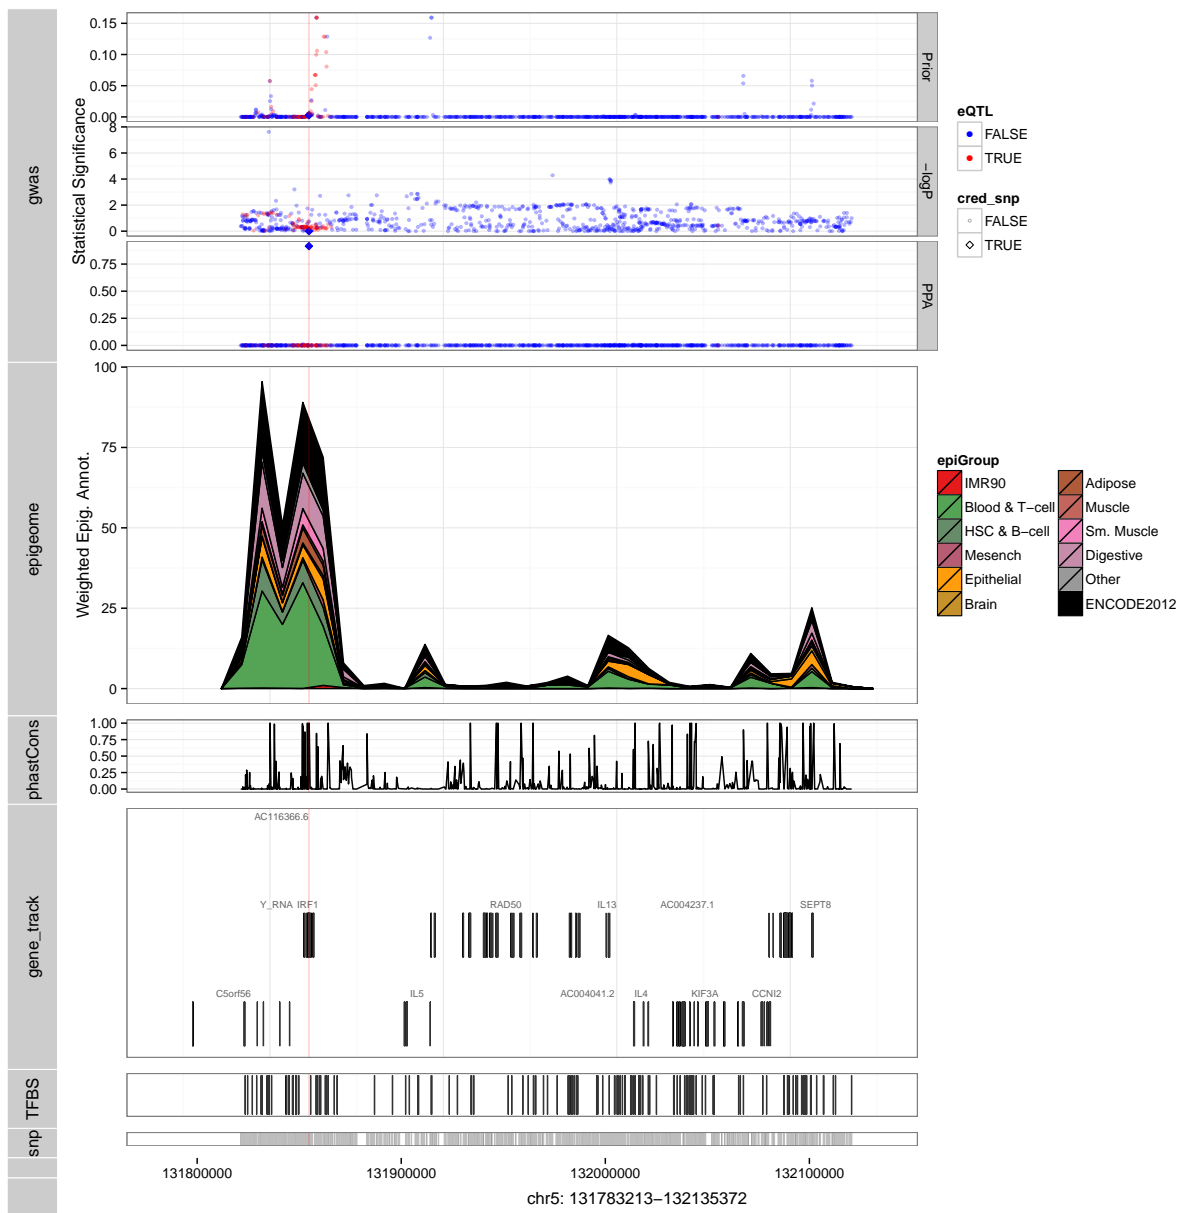 gwas
Statistical Significance
0.15
0.10
0.05
0.00
Prior
8
6
4
2
0
−logP
0.75
0.50
0.25
0.00
PPA
eQTL
FALSE
TRUE
cred_snp
FALSE
TRUE
epigeome
Weighted Epig. Annot.
100
75
50
25
0
epiGroup
IMR90
Blood & T−cell
HSC & B−cell
Mesench
Epithelial
Brain
Adipose
Muscle
Sm. Muscle
Digestive
Other
ENCODE2012
phastCons
1.00
0.75
0.50
0.25
0.00
gene_track
AC116366.6
Y_RNA IRF1 RAD50 IL13 AC004237.1 SEPT8
C5orf56 IL5 AC004041.2 IL4 KIF3A CCNI2
TFBS
snp
131800000 131900000 132000000 132100000
chr5: 131783213−132135372